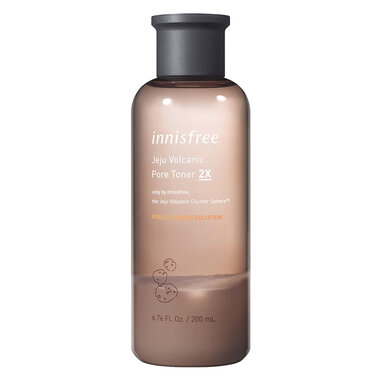 innisfree
Jeju Volcanic
Pore Toner 2X
only by innisfree,
the Jeju Volcanic Cluster Sphere™
PORE CLEARING SOLUTION
6.76 Fl. Oz. / 200 mL